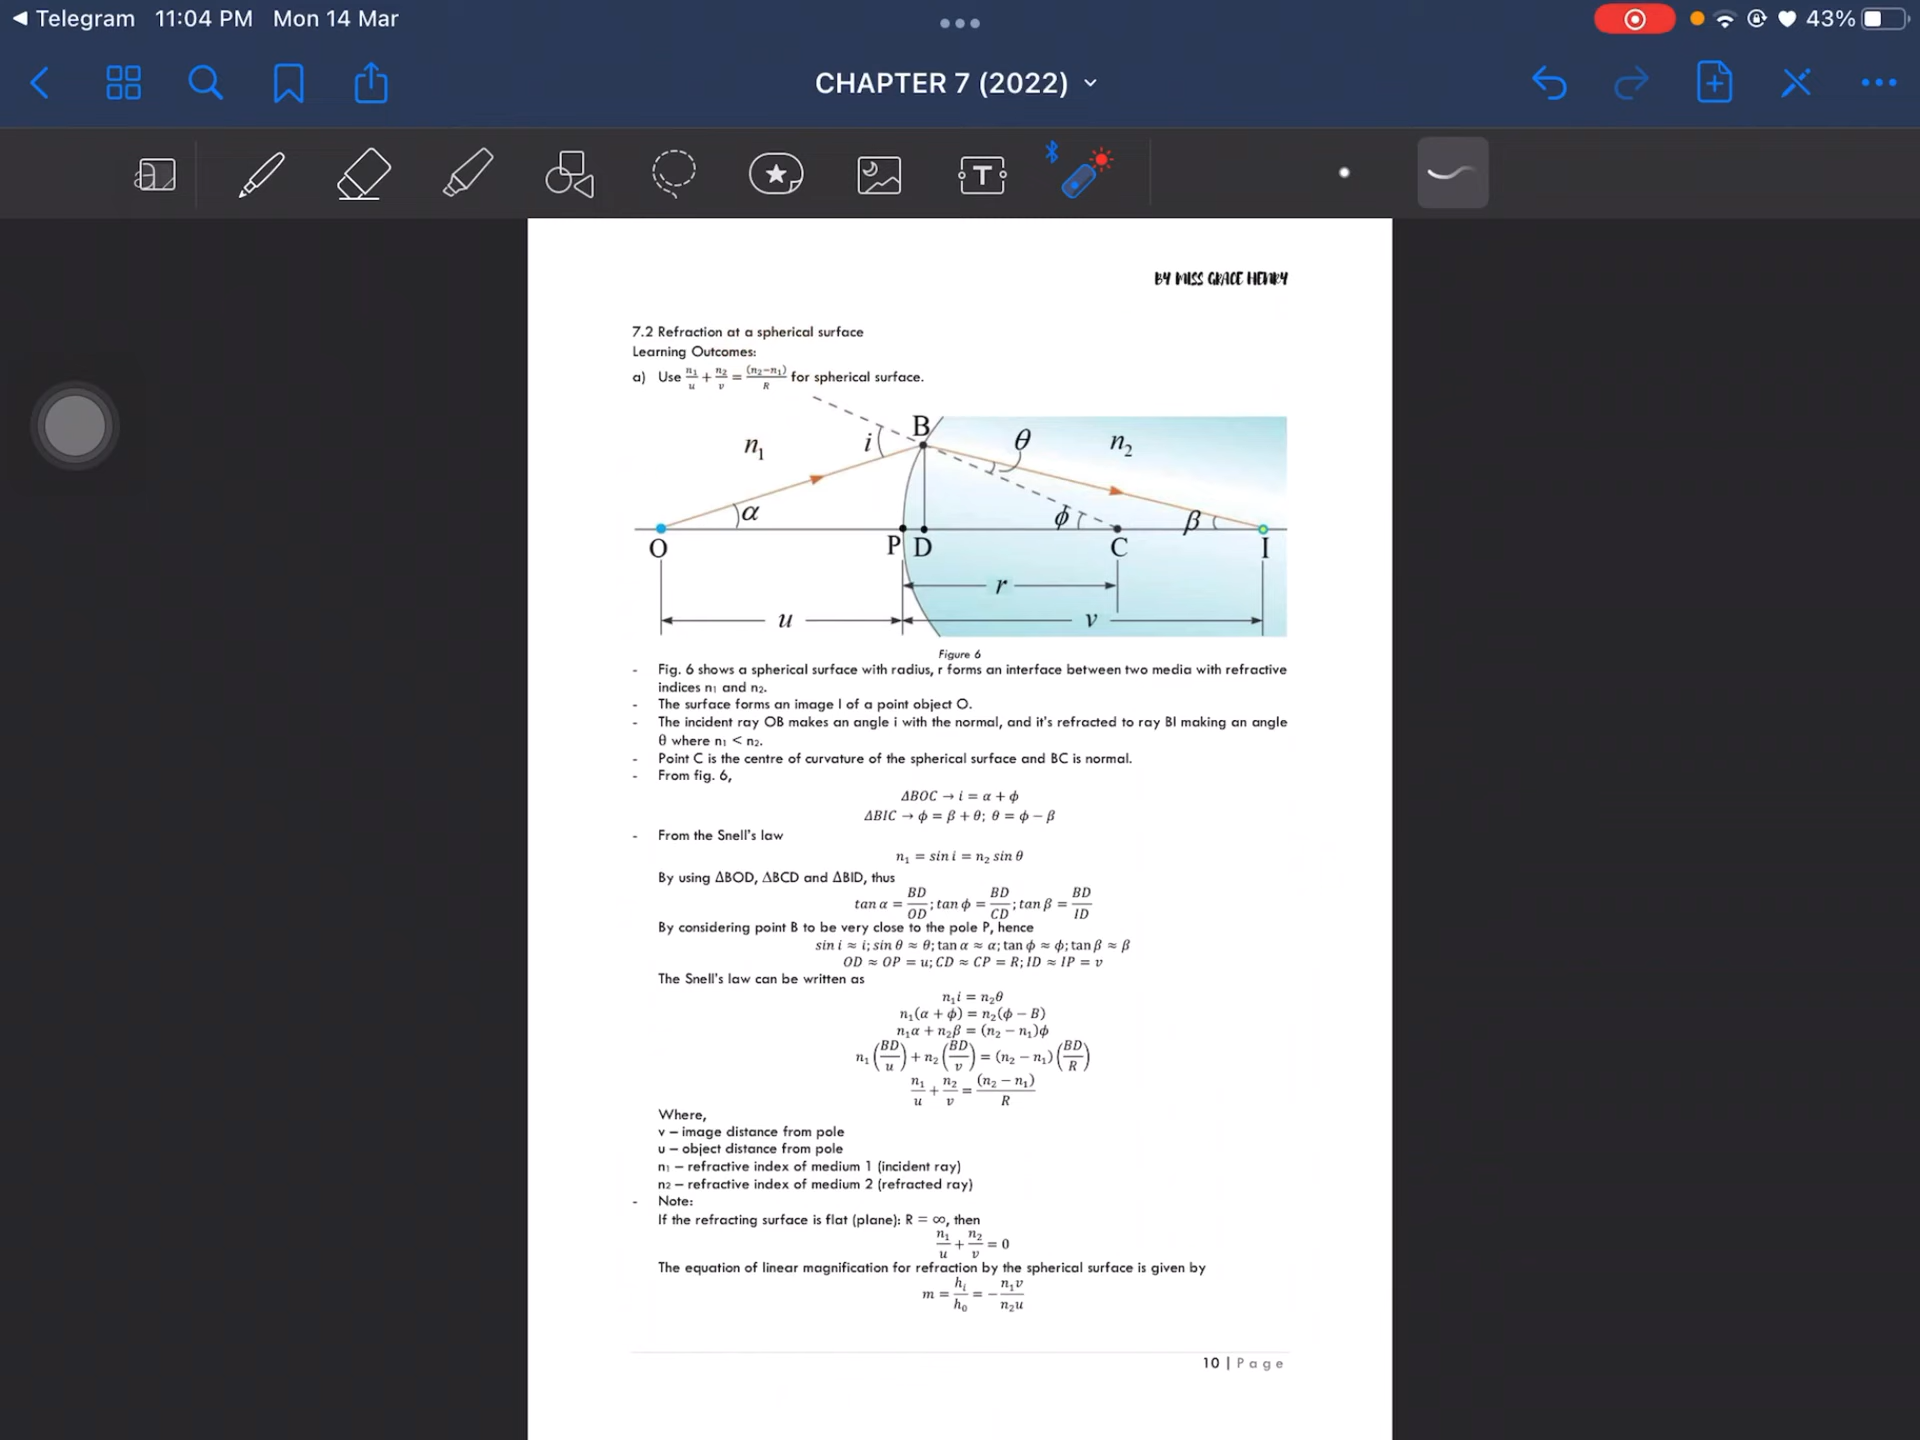 ◀ Telegram 11:04 PM Mon 14 Mar 43%
CHAPTER 7 (2022)
T
BY MISS GRACE HENRY
7.2 Refraction at a spherical surface
Learning Outcomes:
a) Use n₁/u + n₂/v = (n₂−n₁)/R for spherical surface.
B
n₁ i θ n₂
α ϕ β
O P D C I
r
u v
Figure 6
- Fig. 6 shows a spherical surface with radius, r forms an interface between two media with refractive
indices n₁ and n₂.
- The surface forms an image I of a point object O.
- The incident ray OB makes an angle i with the normal, and it's refracted to ray BI making an angle
θ where n₁ < n₂.
- Point C is the centre of curvature of the spherical surface and BC is normal.
- From fig. 6,
ΔBOC → i = α + ϕ
ΔBIC → ϕ = β + θ; θ = ϕ − β
- From the Snell's law
n₁ = sin i = n₂ sin θ
By using ΔBOD, ΔBCD and ΔBID, thus
tan α = BD/OD; tan ϕ = BD/CD; tan β = BD/ID
By considering point B to be very close to the pole P, hence
sin i ≈ i; sin θ ≈ θ; tan α ≈ α; tan ϕ ≈ ϕ; tan β ≈ β
OD ≈ OP = u; CD ≈ CP = R; ID ≈ IP = v
The Snell's law can be written as
n₁i = n₂θ
n₁(α + ϕ) = n₂(ϕ − B)
n₁α + n₂β = (n₂ − n₁)ϕ
n₁(BD/u) + n₂(BD/v) = (n₂ − n₁)(BD/R)
n₁/u + n₂/v = (n₂ − n₁)/R
Where,
v – image distance from pole
u – object distance from pole
n₁ – refractive index of medium 1 (incident ray)
n₂ – refractive index of medium 2 (refracted ray)
- Note:
If the refracting surface is flat (plane): R = ∞, then
n₁/u + n₂/v = 0
The equation of linear magnification for refraction by the spherical surface is given by
m = hᵢ/h₀ = − n₁v/n₂u
10 | Page